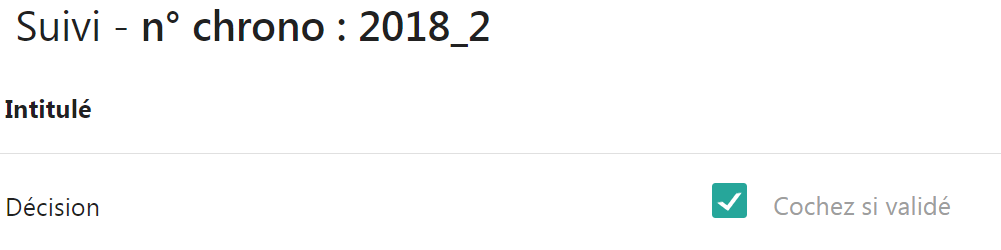 Suivi - n° chrono : 2018_2
Intitulé
Décision Cochez si validé